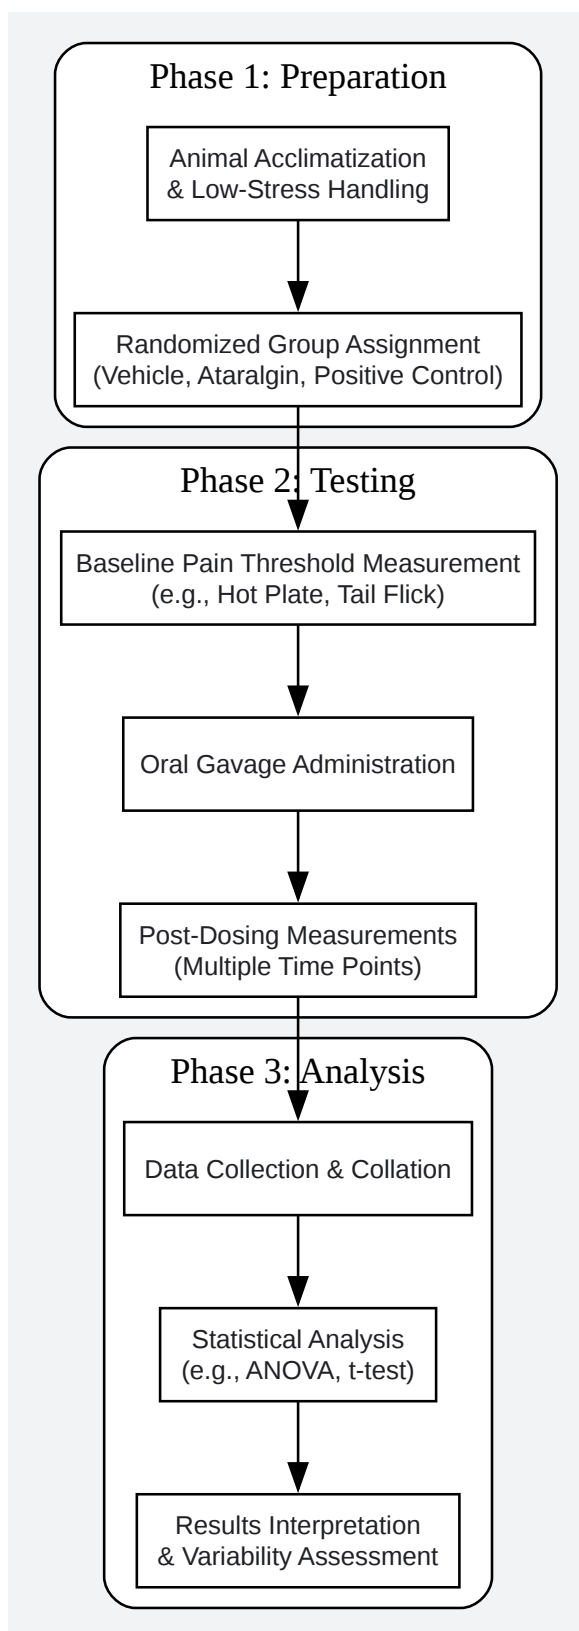 Phase 1: Preparation
Animal Acclimatization
& Low-Stress Handling
Randomized Group Assignment
(Vehicle, Ataralgin, Positive Control)
Phase 2: Testing
Baseline Pain Threshold Measurement
(e.g., Hot Plate, Tail Flick)
Oral Gavage Administration
Post-Dosing Measurements
(Multiple Time Points)
Phase 3: Analysis
Data Collection & Collation
Statistical Analysis
(e.g., ANOVA, t-test)
Results Interpretation
& Variability Assessment